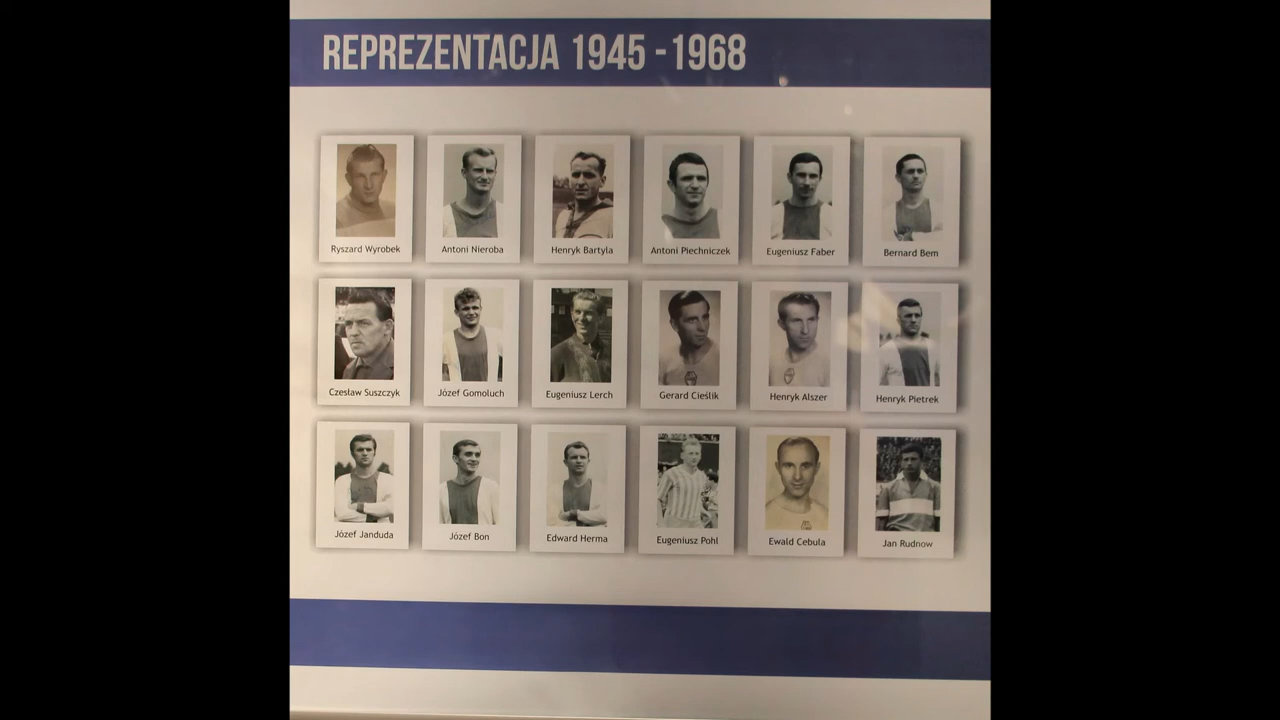 REPREZENTACJA 1945 -1968
Ryszard Wyrobek
Antoni Nieroba
Henryk Bartyla
Antoni Piechniczek
Eugeniusz Faber
Bernard Bem
Czesław Suszczyk
Józef Gomoluch
Eugeniusz Lerch
Gerard Cieślik
Henryk Alszer
Henryk Pietrek
Józef Janduda
Józef Bon
Edward Herma
Eugeniusz Pohl
Ewald Cebula
Jan Rudnow